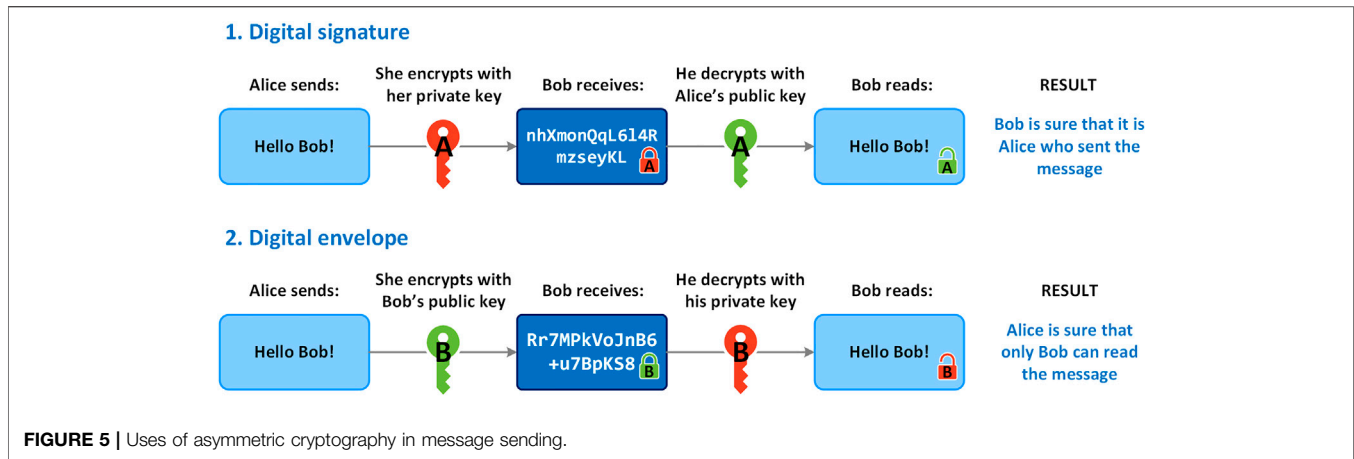 1. Digital signature
Alice sends:
She encrypts with
her private key
Bob receives:
He decrypts with
Alice’s public key
Bob reads:
RESULT
Hello Bob!
A
nhXmonQqL6l4R
mzseyKL
A
A
Hello Bob!
A
Bob is sure that it is
Alice who sent the
message
2. Digital envelope
Alice sends:
She encrypts with
Bob’s public key
Bob receives:
He decrypts with
his private key
Bob reads:
RESULT
Hello Bob!
B
Rr7MPkVoJnB6
+u7BpKS8
B
B
Hello Bob!
B
Alice is sure that
only Bob can read
the message
FIGURE 5 | Uses of asymmetric cryptography in message sending.